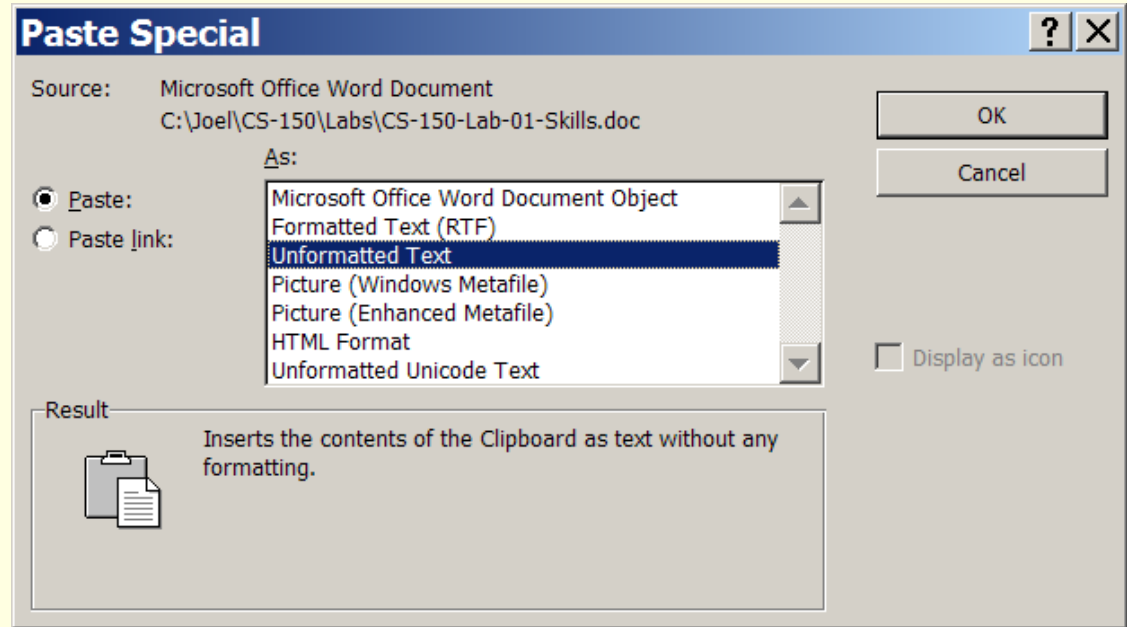 Paste Special
Source: Microsoft Office Word Document
C:\Joel\CS-150\Labs\CS-150-Lab-01-Skills.doc
As:
Paste:
Paste link:
Microsoft Office Word Document Object
Formatted Text (RTF)
Unformatted Text
Picture (Windows Metafile)
Picture (Enhanced Metafile)
HTML Format
Unformatted Unicode Text
OK
Cancel
Display as icon
Result
Inserts the contents of the Clipboard as text without any
formatting.